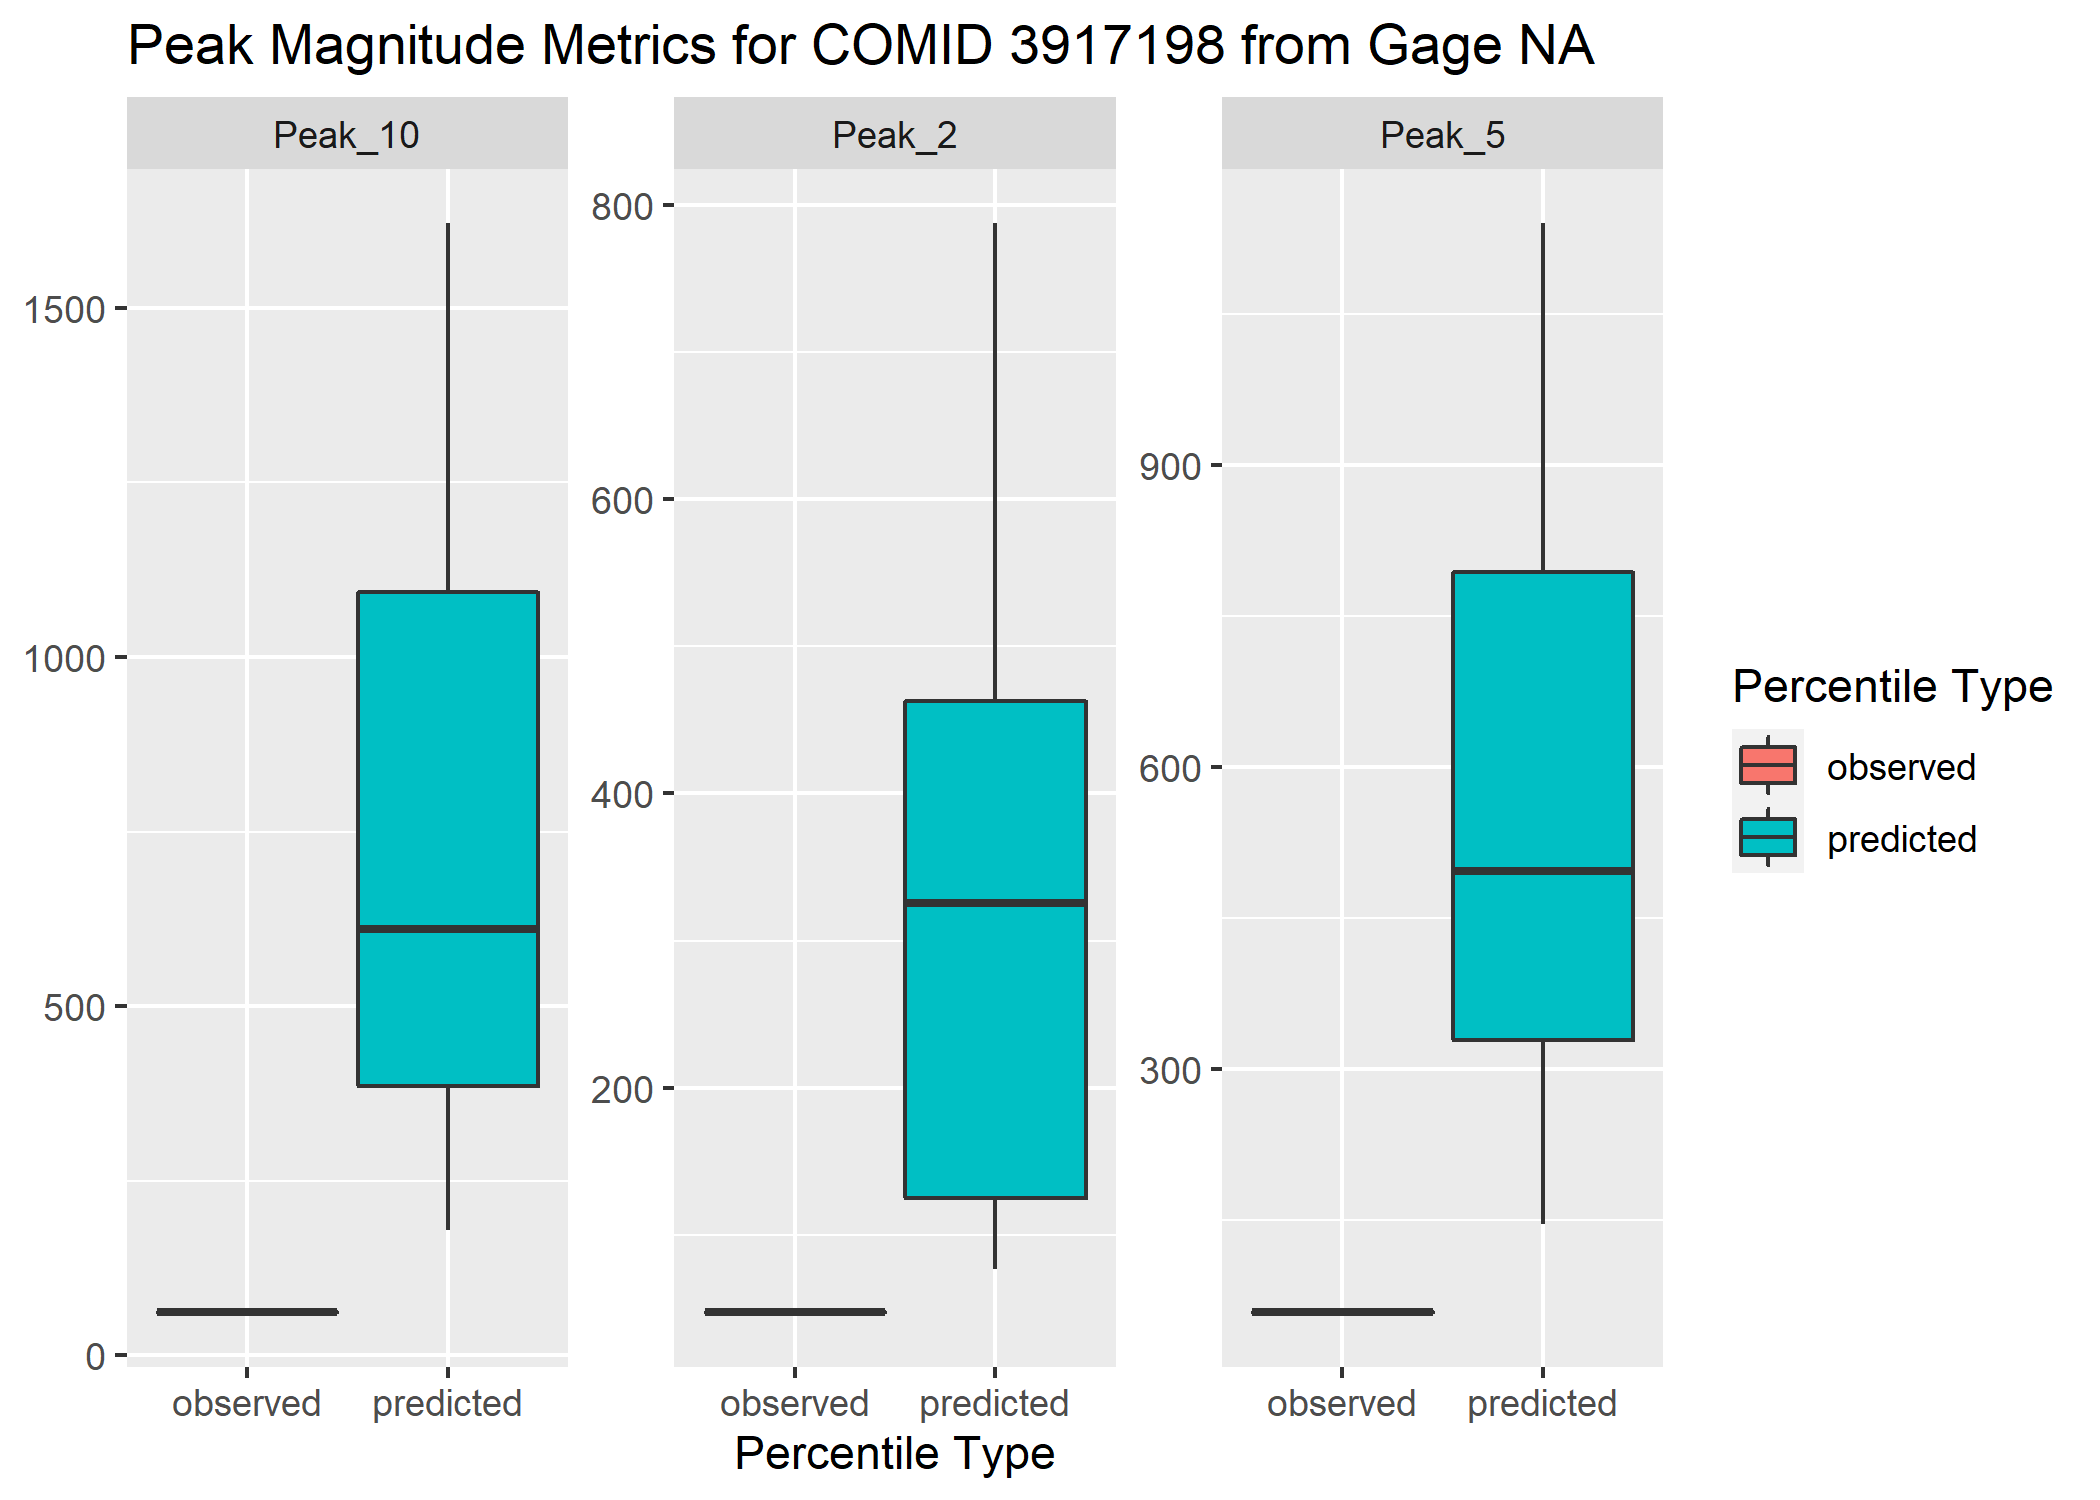 Peak Magnitude Metrics for COMID 3917198 from Gage NA
Peak_10
Peak_2
Peak_5
1500
1000
500
0
800
600
400
200
900
600
300
observed
predicted
observed
predicted
observed
predicted
Percentile Type
Percentile Type
observed
predicted